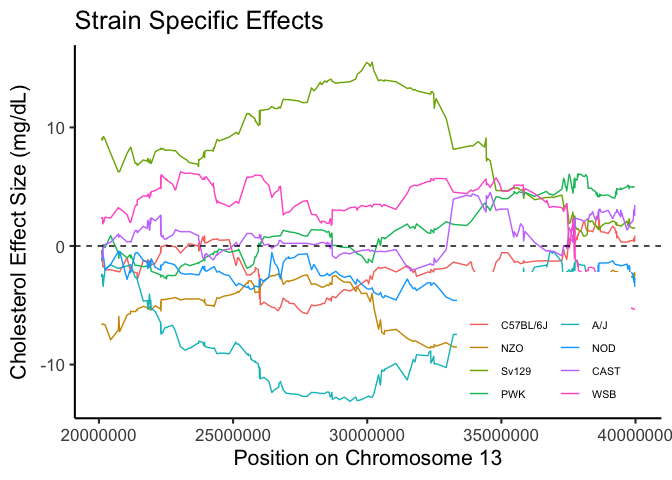 Strain Specific Effects
Cholesterol Effect Size (mg/dL)
10
0
-10
C57BL/6J
NZO
Sv129
PWK
A/J
NOD
CAST
WSB
20000000 25000000 30000000 35000000 40000000
Position on Chromosome 13